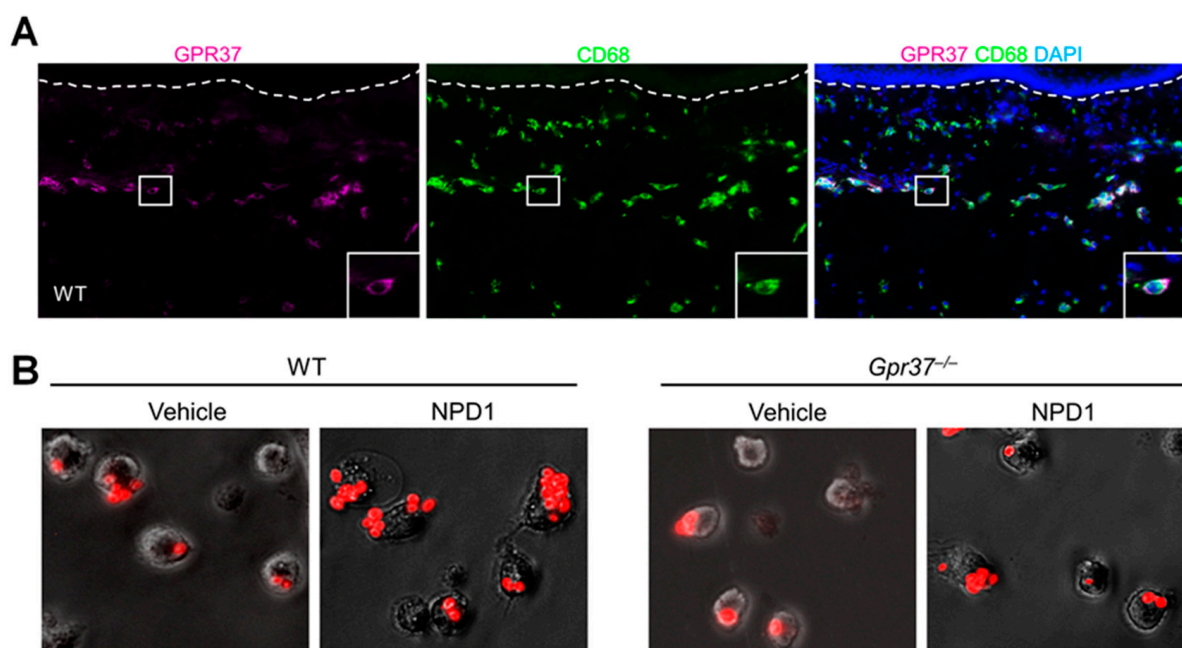 A
GPR37
CD68
GPR37 CD68 DAPI
WT
B
WT
Gpr37–/–
Vehicle
NPD1
Vehicle
NPD1